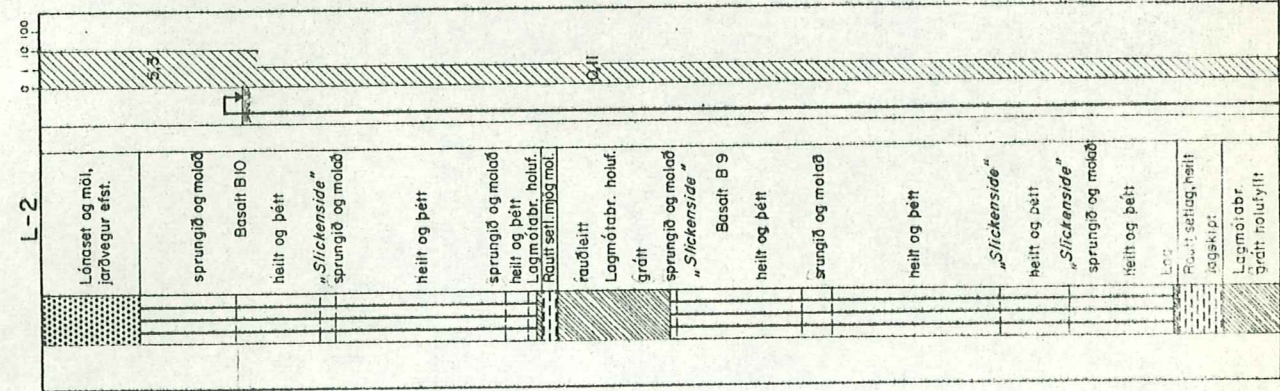 L-2
0 1 10 100
5,3
0,11
Lónaset og möl,
jarðvegur efst.
sprungið og molað
Basalt B10
heilt og þétt
„Slickenside"
sprungið og molað
heilt og þétt
sprungið og molað
heilt og þétt
Lagmótabr. holuf.
Rautt setl. mjög mol.
rauðleitt
Lagmótabr. holuf.
grátt
sprungið og molað
„Slickenside"
Basalt B 9
heilt og þétt
srungið og molað
heilt og þétt
„Slickenside"
heilt og þétt
„Slickenside"
sprungið og molað
heilt og þétt
Rautt setlag, heilt
lagskipt
Lagmótabr.
grátt holufyllt